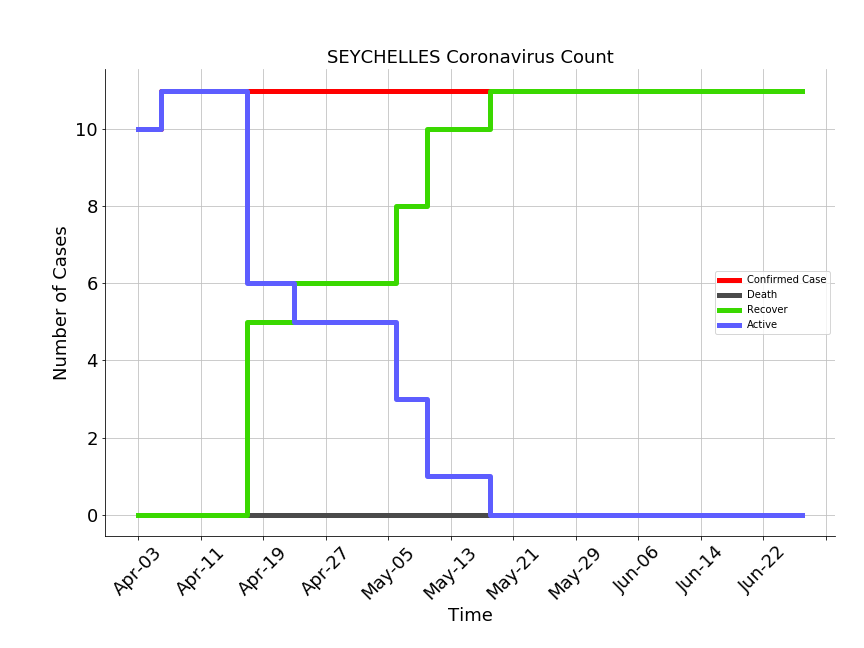 SEYCHELLES Coronavirus Count
Number of Cases
10
8
6
4
2
0
Confirmed Case
Death
Recover
Active
Apr-03 Apr-11 Apr-19 Apr-27 May-05 May-13 May-21 May-29 Jun-06 Jun-14 Jun-22
Time